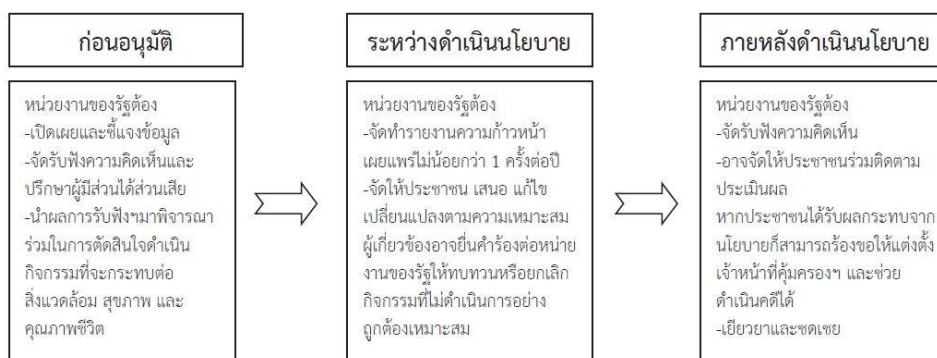 ก่อนอนุมัติ
หน่วยงานของรัฐต้อง
-เปิดเผยและชี้แจงข้อมูล
-จัดรับฟังความคิดเห็นและ
ปรึกษาผู้มีส่วนได้ส่วนเสีย
-นำผลการรับฟังฯมาพิจารณา
ร่วมในการตัดสินใจดำเนิน
กิจกรรมที่จะกระทบต่อ
สิ่งแวดล้อม สุขภาพ และ
คุณภาพชีวิต
ระหว่างดำเนินนโยบาย
หน่วยงานของรัฐต้อง
-จัดทำรายงานความก้าวหน้า
เผยแพร่ไม่น้อยกว่า 1 ครั้งต่อปี
-จัดให้ประชาชน เสนอ แก้ไข
เปลี่ยนแปลงตามความเหมาะสม
ผู้เกี่ยวข้องอาจยื่นคำร้องต่อหน่าย
งานของรัฐให้ทบทวนหรือยกเลิก
กิจกรรมที่ไม่ดำเนินการอย่าง
ถูกต้องเหมาะสม
ภายหลังดำเนินนโยบาย
หน่วยงานของรัฐต้อง
-จัดรับฟังความคิดเห็น
-อาจจัดให้ประชาชนร่วมติดตาม
ประเมินผล
หากประชาชนได้รับผลกระทบจาก
นโยบายก็สามารถร้องขอให้แต่งตั้ง
เจ้าหน้าที่คุ้มครองฯ และช่วย
ดำเนินคดีได้
-เยียวยาและชดเชย